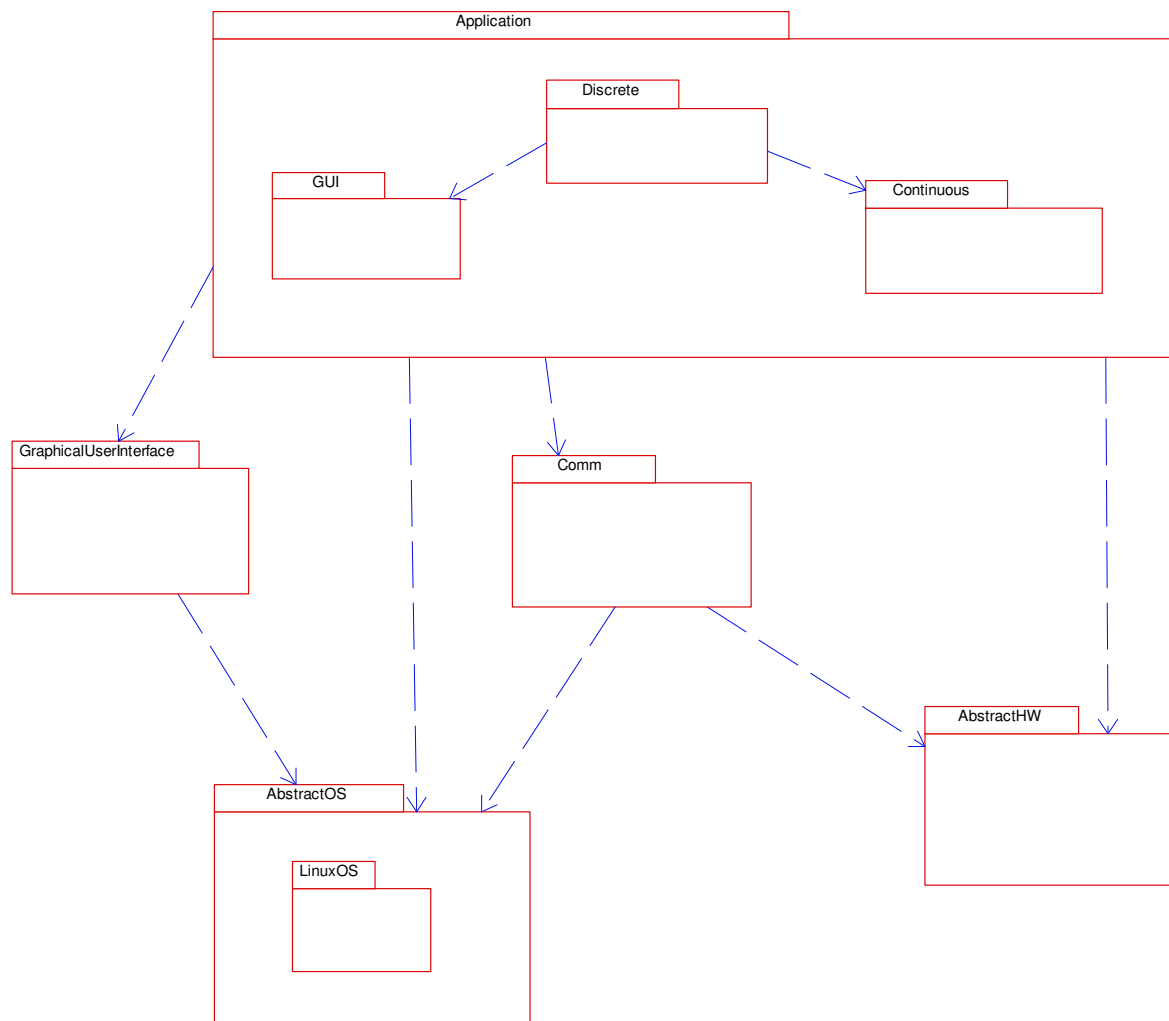 Application
Discrete
GUI
Continuous
GraphicalUserInterface
Comm
AbstractHW
AbstractOS
LinuxOS